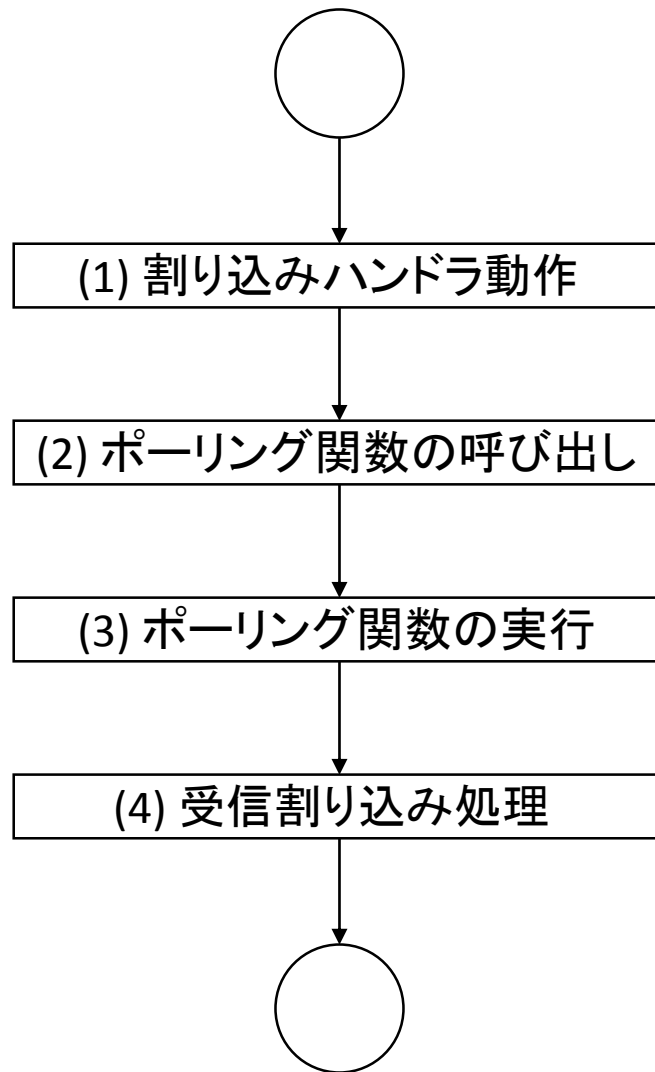 (1) 割り込みハンドラ動作
(2) ポーリング関数の呼び出し
(3) ポーリング関数の実行
(4) 受信割り込み処理